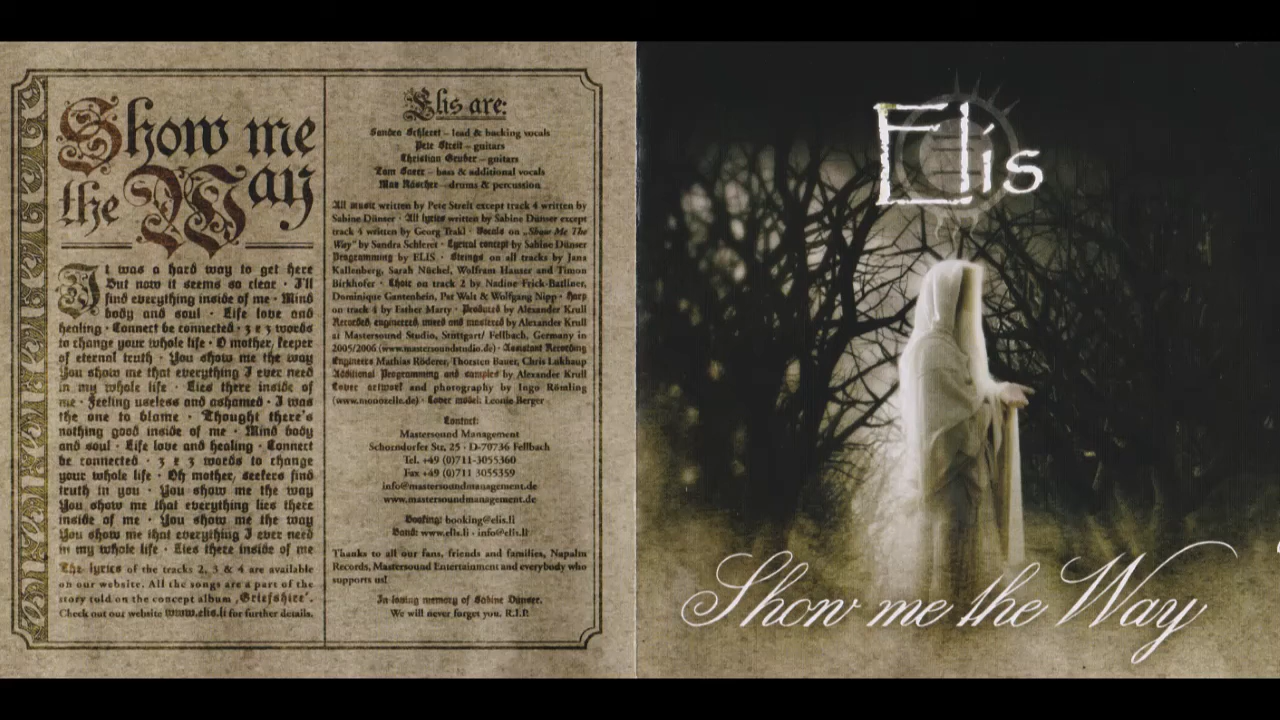 Show me
the Way
It was a hard way to get here
But now it seems so clear · I'll
find everything inside of me · Mind
body and soul · Life love and
healing · Connect be connected · 3 e 3 words
to change your whole life · O mother, keeper
of eternal truth · You show me the way
You show me that everything I ever need
in my whole life · Lies there inside of
me · Feeling useless and ashamed · I was
the one to blame · Thought there's
nothing good inside of me · Mind body
and soul · Life love and healing · Connect
be connected · 3 e 3 words to change
your whole life · Oh mother, seekers find
truth in you · You show me the way
You show me that everything lies there
inside of me · You show me the way
You show me that everything I ever need
in my whole life · Lies there inside of me
The lyrics of the tracks 2, 3 & 4 are available
on our website. All the songs are a part of the
story told on the concept album „Griefshire".
Check out our website www.elis.li for further details.
Elis are:
Sandra Schleret – lead & backing vocals
Pete Streit – guitars
Christian Gruber – guitars
Tom Saxer – bass & additional vocals
Max Näscher – drums & percussion
All music written by Pete Streit except track 4 written by
Sabine Dünser · All lyrics written by Sabine Dünser except
track 4 written by Georg Trakl · Vocals on „Show Me The
Way" by Sandra Schleret · Lyrical concept by Sabine Dünser
Programming by ELIS · Strings on all tracks by Jana
Kallenberg, Sarah Nüchel, Wolfram Hauser and Timon
Birkhofer · Choir on track 2 by Nadine Frick-Batliner,
Dominique Gantenbein, Pet Walt & Wolfgang Nipp · Harp
on track 4 by Esther Marty · Produced by Alexander Krull
Recorded, engineered, mixed and mastered by Alexander Krull
at Mastersound Studio, Stuttgart/ Fellbach, Germany in
2005/2006 (www.mastersoundstudio.de) · Assistant Recording
Engineers Mathias Röderer, Thorsten Bauer, Chris Lukhaup
Additional Programming and samples by Alexander Krull
Cover artwork and photography by Ingo Römling
(www.monozelle.de) · Cover model: Leonie Berger
Contact:
Mastersound Management
Schorndorfer Str, 25 · D-70736 Fellbach
Tel. +49 (0)711-3055360
Fax +49 (0)711 3055359
info@mastersoundmanagement.de
www.mastersoundmanagement.de
Booking: booking@elis.li
Band: www.elis.li · info@elis.li
Thanks to all our fans, friends and families, Napalm
Records, Mastersound Entertainment and everybody who
supports us!
In loving memory of Sabine Dünser.
We will never forget you. R.I.P.
Elis
Show me the Way